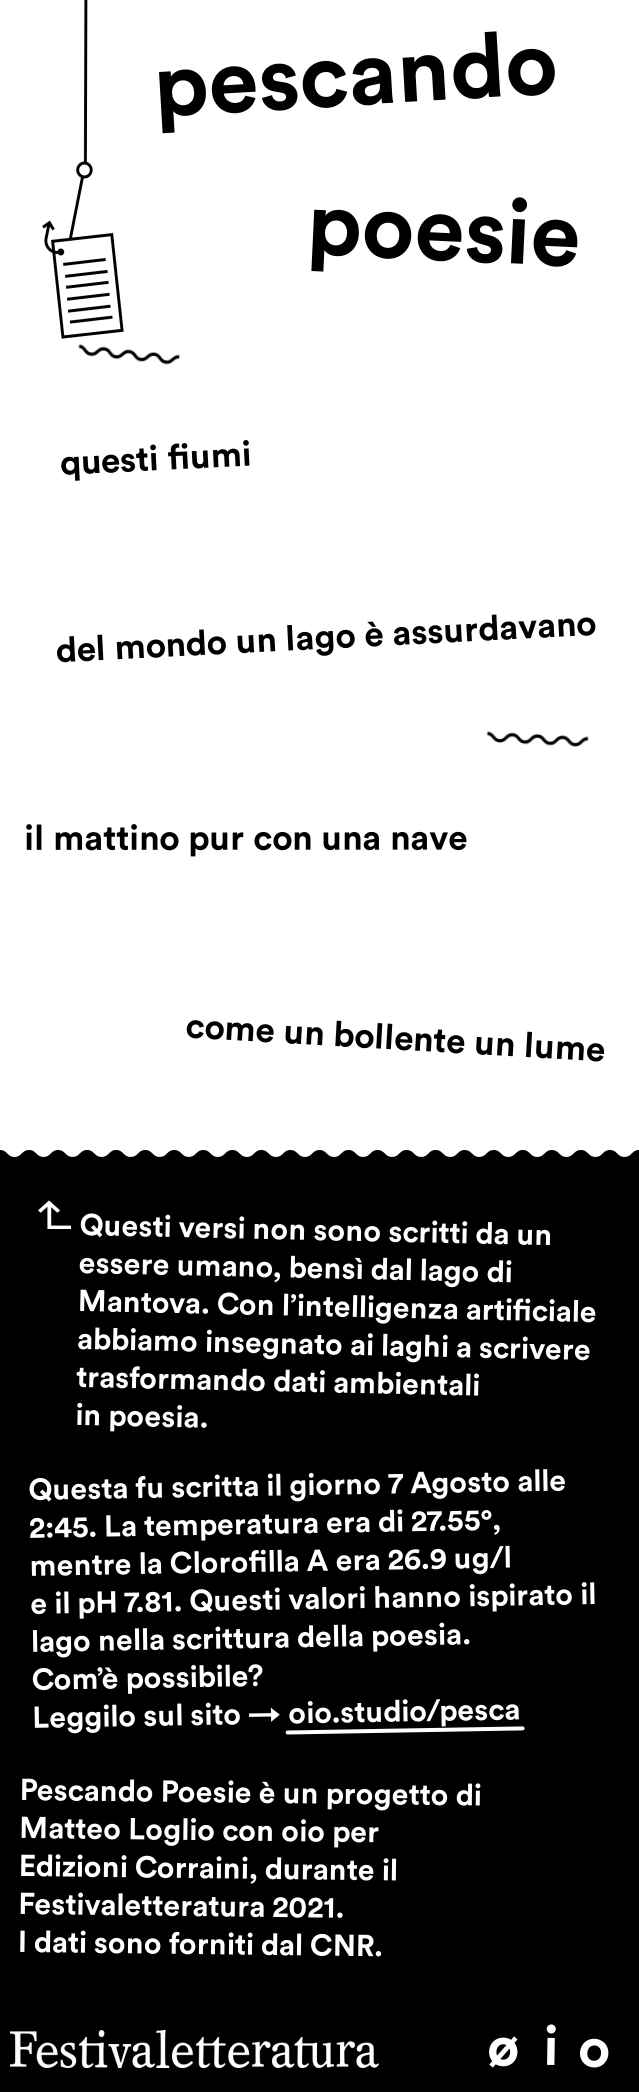 pescando
poesie
questi fiumi
del mondo un lago è assurdavano
il mattino pur con una nave
come un bollente un lume
Questi versi non sono scritti da un
essere umano, bensì dal lago di
Mantova. Con l'intelligenza artificiale
abbiamo insegnato ai laghi a scrivere
trasformando dati ambientali
in poesia.
Questa fu scritta il giorno 7 Agosto alle
2:45. La temperatura era di 27.55°,
mentre la Clorofilla A era 26.9 ug/l
e il pH 7.81. Questi valori hanno ispirato il
lago nella scrittura della poesia.
Com'è possibile?
Leggilo sul sito → oio.studio/pesca
Pescando Poesie è un progetto di
Matteo Loglio con oio per
Edizioni Corraini, durante il
Festivaletteratura 2021.
I dati sono forniti dal CNR.
Festivaletteratura ø i o